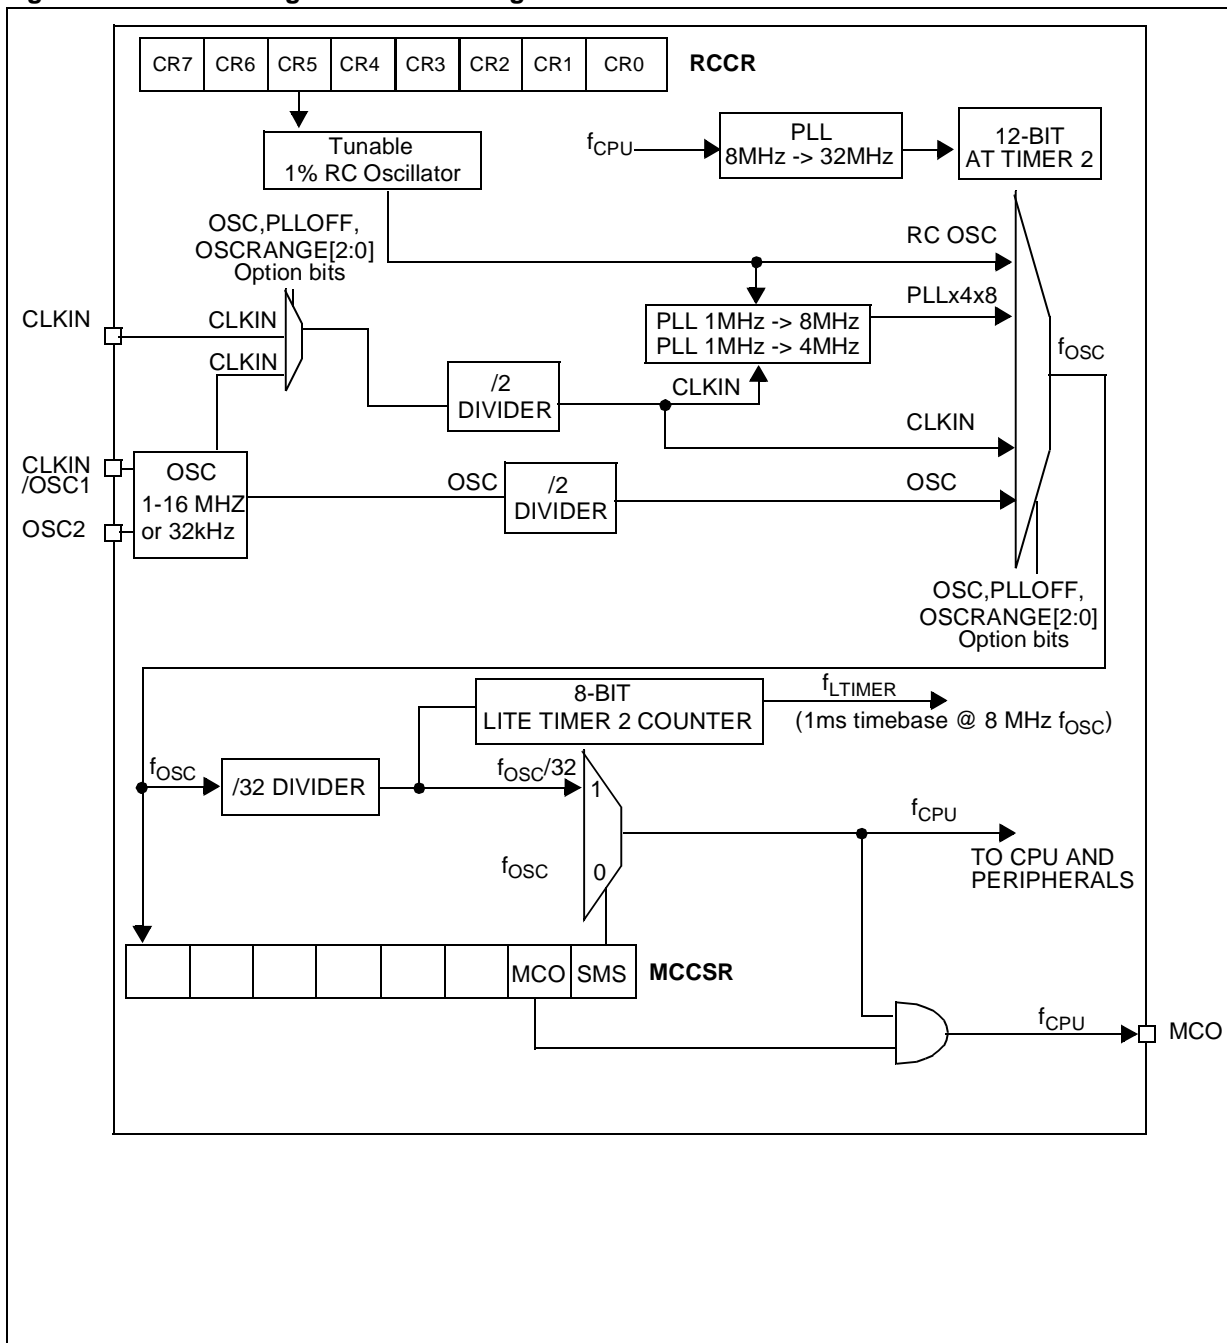 CR7 CR6 CR5 CR4 CR3 CR2 CR1 CR0 RCCR
Tunable
1% RC Oscillator
fCPU
PLL
8MHz -> 32MHz
12-BIT
AT TIMER 2
OSC,PLLOFF,
OSCRANGE[2:0]
Option bits
RC OSC
PLLx4x8
CLKIN
CLKIN
CLKIN
PLL 1MHz -> 8MHz
PLL 1MHz -> 4MHz
fOSC
/2
DIVIDER
CLKIN
CLKIN
CLKIN
/OSC1
OSC2
OSC
1-16 MHZ
or 32kHz
OSC
/2
DIVIDER
OSC
OSC,PLLOFF,
OSCRANGE[2:0]
Option bits
8-BIT
LITE TIMER 2 COUNTER
fLTIMER
(1ms timebase @ 8 MHz fOSC)
fOSC
/32 DIVIDER
fOSC/32
1
fOSC
0
fCPU
TO CPU AND
PERIPHERALS
MCO SMS MCCSR
fCPU
MCO